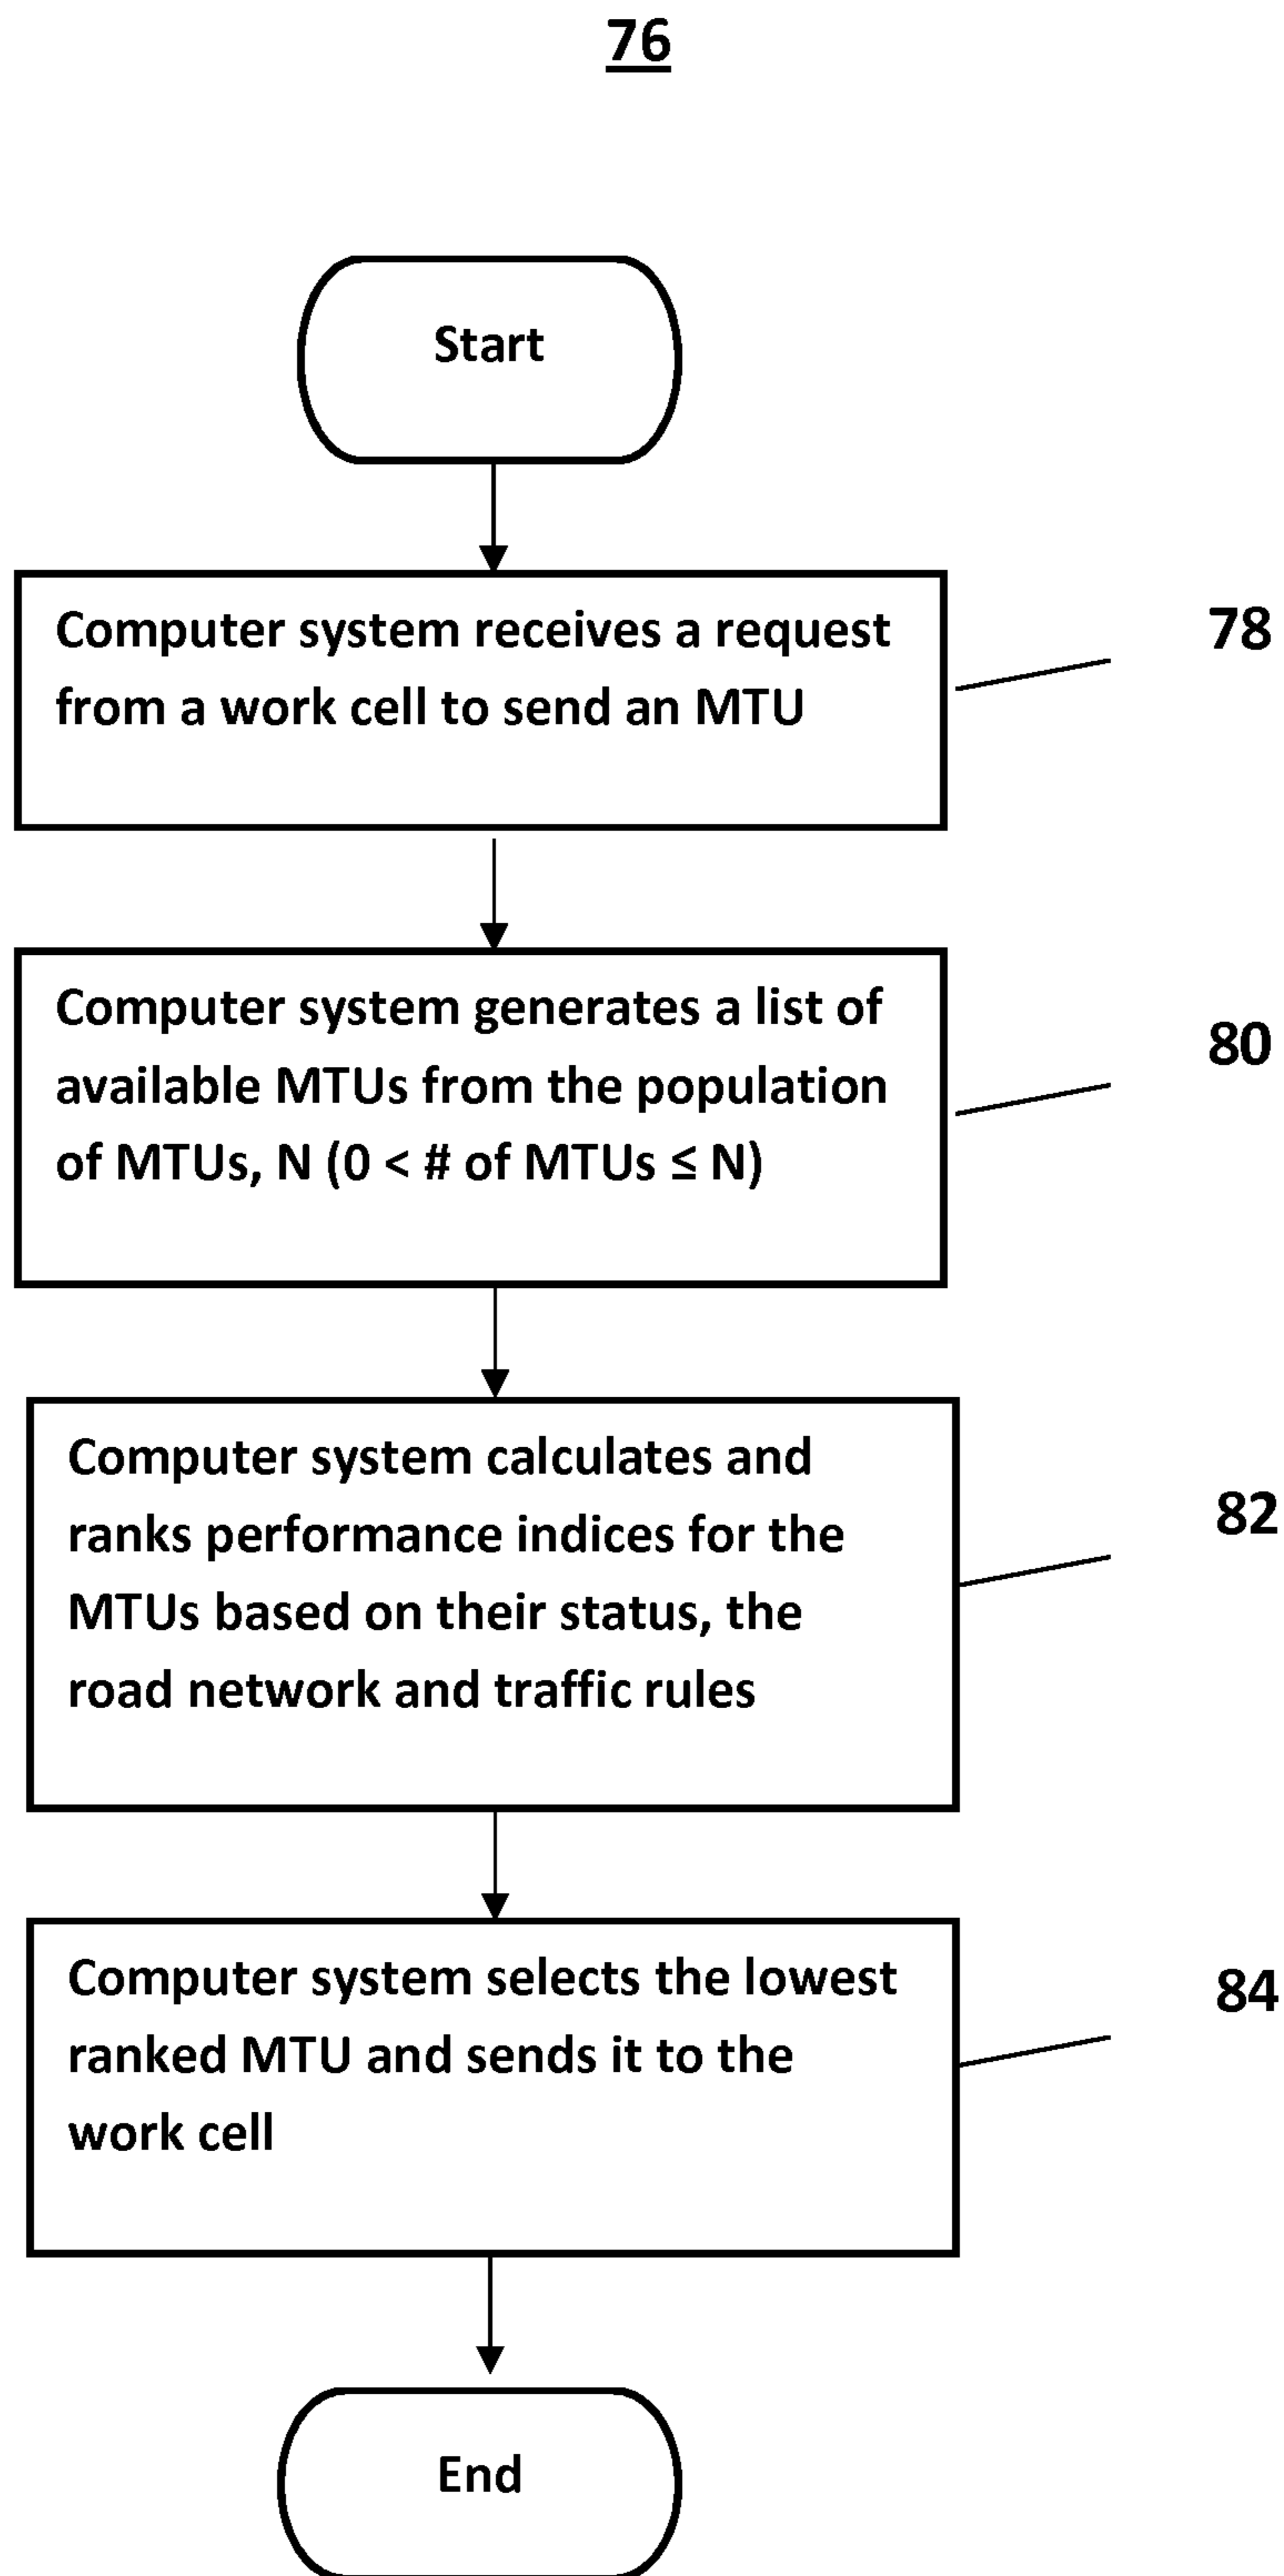 76
Start
Computer system receives a request
from a work cell to send an MTU
78
Computer system generates a list of
available MTUs from the population
of MTUs, N (0 < # of MTUs ≤ N)
80
Computer system calculates and
ranks performance indices for the
MTUs based on their status, the
road network and traffic rules
82
Computer system selects the lowest
ranked MTU and sends it to the
work cell
84
End